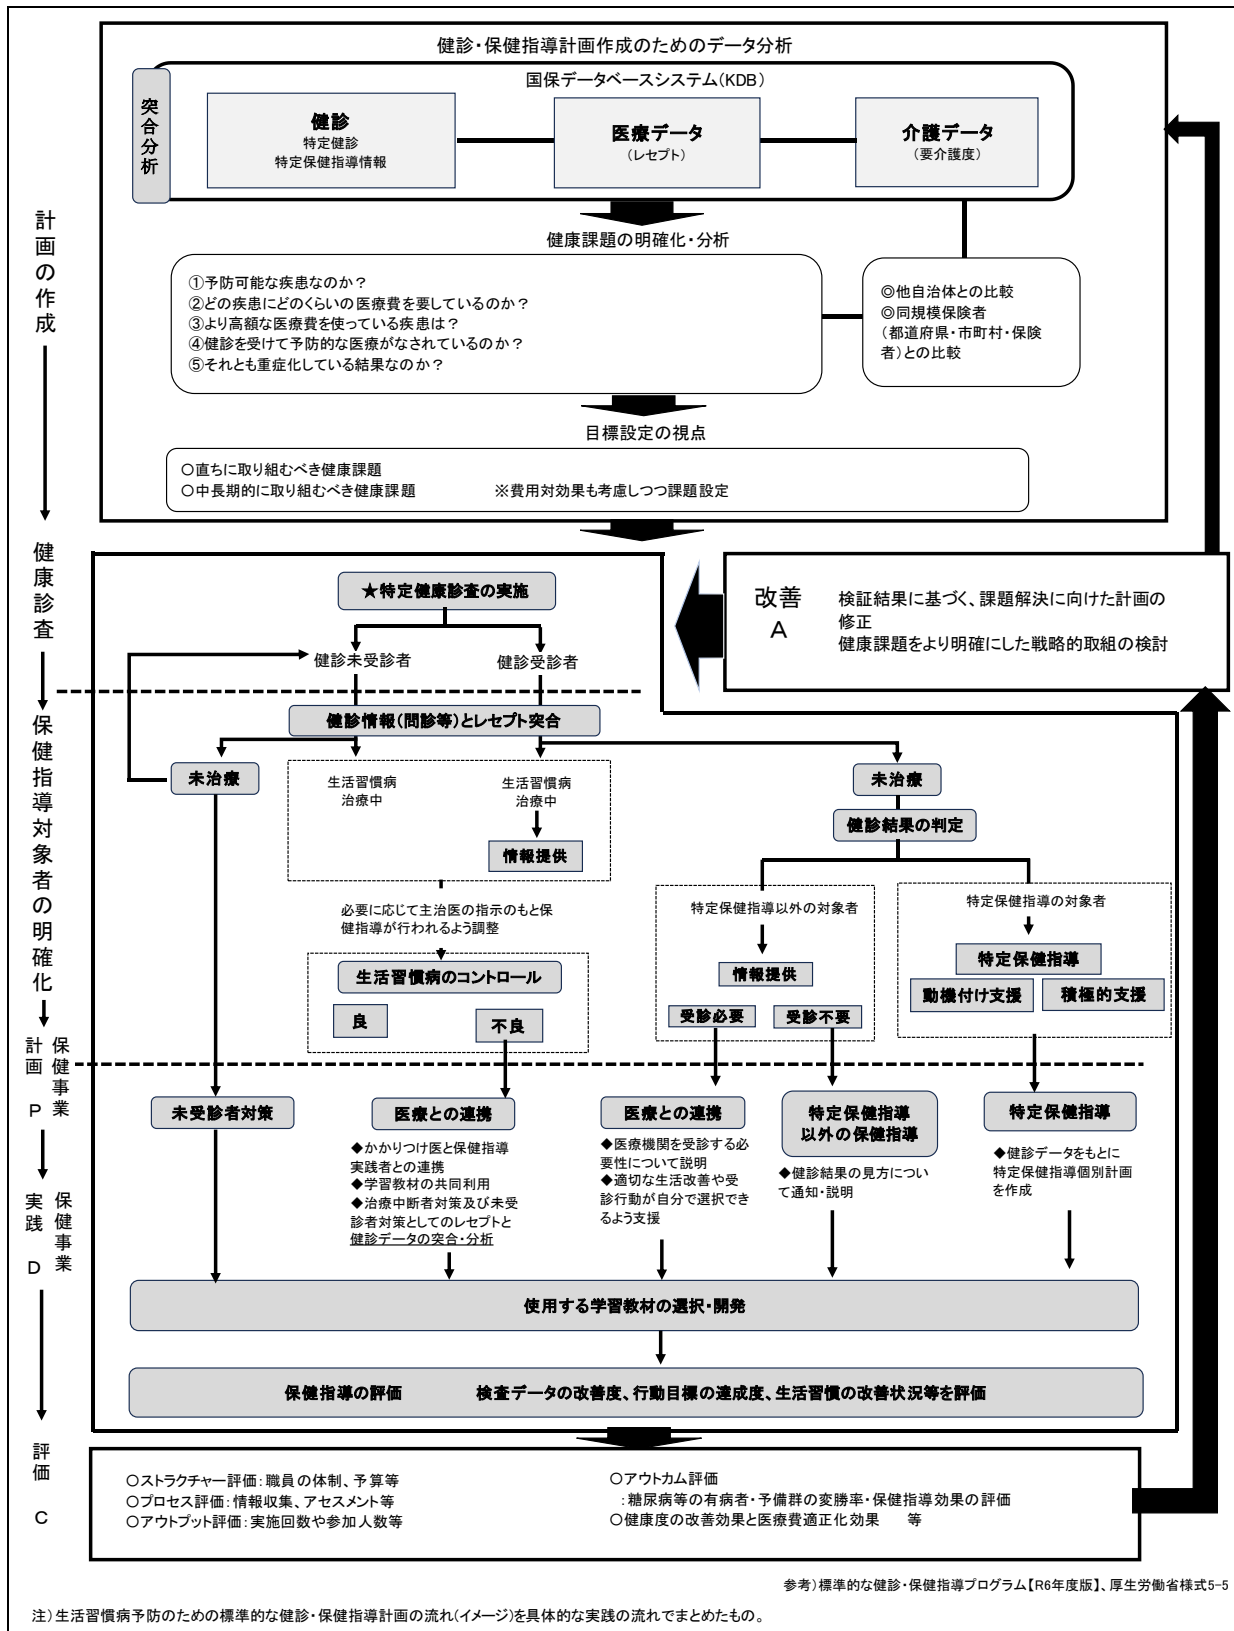 健診・保健指導計画作成のためのデータ分析
国保データベースシステム(KDB)
突合分析
健診
特定健診
特定保健指導情報
医療データ
(レセプト)
介護データ
(要介護度)
計画の作成
健康課題の明確化・分析
①予防可能な疾患なのか？
②どの疾患にどのくらいの医療費を要しているのか？
③より高額な医療費を使っている疾患は？
④健診を受けて予防的な医療がなされているのか？
⑤それとも重症化している結果なのか？
◎他自治体との比較
◎同規模保険者
(都道府県・市町村・保険
者)との比較
目標設定の視点
○直ちに取り組むべき健康課題
○中長期的に取り組むべき健康課題　※費用対効果も考慮しつつ課題設定
健康診査
★特定健康診査の実施
健診未受診者
健診受診者
改善
A
検証結果に基づく、課題解決に向けた計画の
修正
健康課題をより明確にした戦略的取組の検討
保健指導対象者の明確化
健診情報(問診等)とレセプト突合
未治療
生活習慣病
治療中
生活習慣病
治療中
情報提供
未治療
健診結果の判定
必要に応じて主治医の指示のもと保
健指導が行われるよう調整
特定保健指導以外の対象者
情報提供
受診必要
受診不要
特定保健指導の対象者
特定保健指導
動機付け支援
積極的支援
生活習慣病のコントロール
良
不良
保健事業
計画 P
未受診者対策
医療との連携
◆かかりつけ医と保健指導
実践者との連携
◆学習教材の共同利用
◆治療中断者対策及び未受
診者対策としてのレセプトと
健診データの突合・分析
医療との連携
◆医療機関を受診する必
要性について説明
◆適切な生活改善や受
診行動が自分で選択でき
るよう支援
特定保健指導
以外の保健指導
◆健診結果の見方につい
て通知・説明
特定保健指導
◆健診データをもとに
特定保健指導個別計画
を作成
保健事業
実践 D
使用する学習教材の選択・開発
保健指導の評価　検査データの改善度、行動目標の達成度、生活習慣の改善状況等を評価
評価 C
○ストラクチャー評価：職員の体制、予算等
○プロセス評価：情報収集、アセスメント等
○アウトプット評価：実施回数や参加人数等
○アウトカム評価
：糖尿病等の有病者・予備群の変勝率・保健指導効果の評価
○健康度の改善効果と医療費適正化効果　等
参考)標準的な健診・保健指導プログラム【R6年度版】、厚生労働省様式5-5
注)生活習慣病予防のための標準的な健診・保健指導計画の流れ(イメージ)を具体的な実践の流れでまとめたもの。